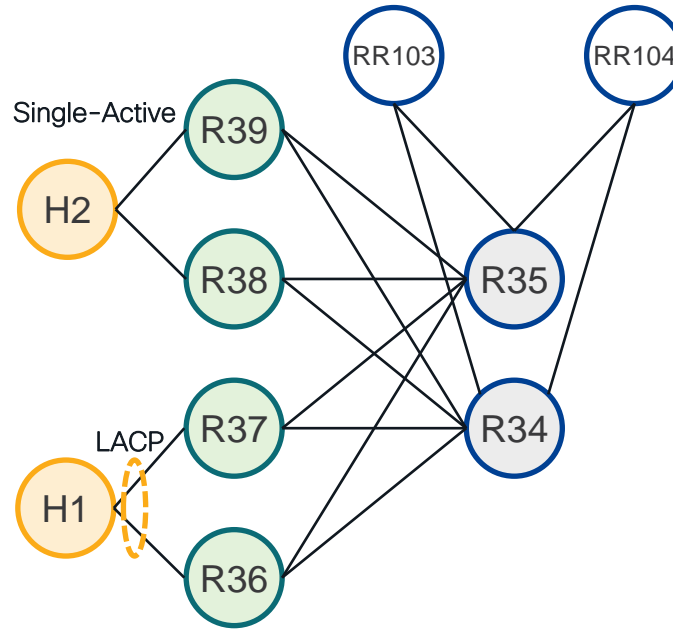 RR103
RR104
Single-Active
R39
H2
R38
R35
R37
R34
LACP
H1
R36